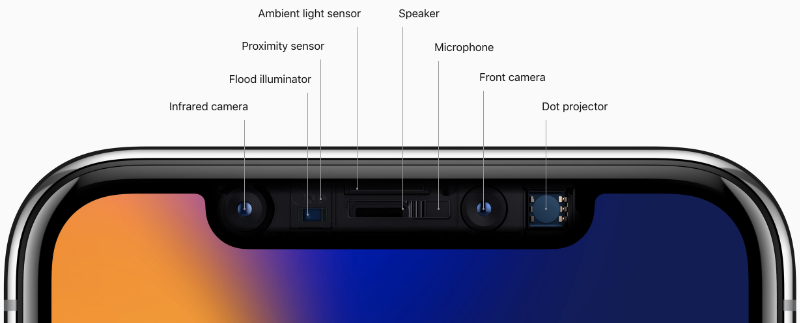 Ambient light sensor
Speaker
Proximity sensor
Microphone
Flood illuminator
Front camera
Infrared camera
Dot projector